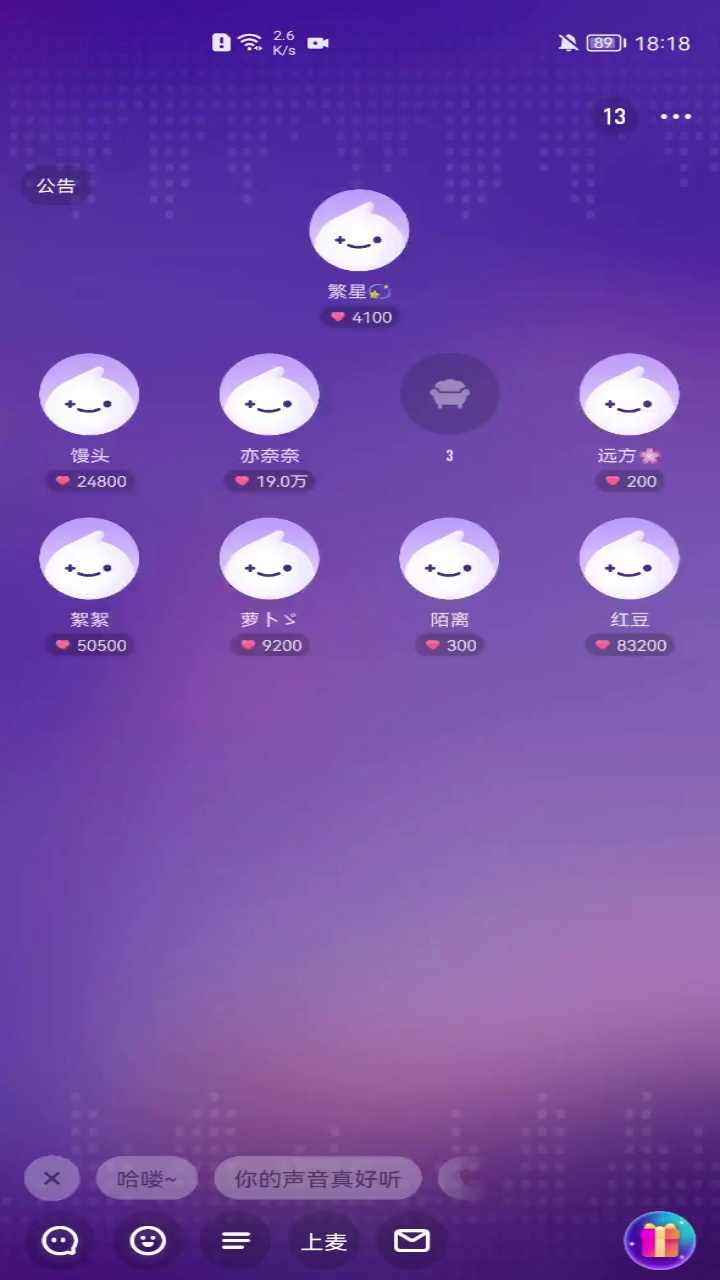 2.6
K/s
89
18:18
13
公告
繁星💫
4100
馒头
亦奈奈
3
远方🌸
24800
19.0万
200
絮絮
萝卜ゞ
陌离
红豆
50500
9200
300
83200
哈喽~
你的声音真好听
上麦